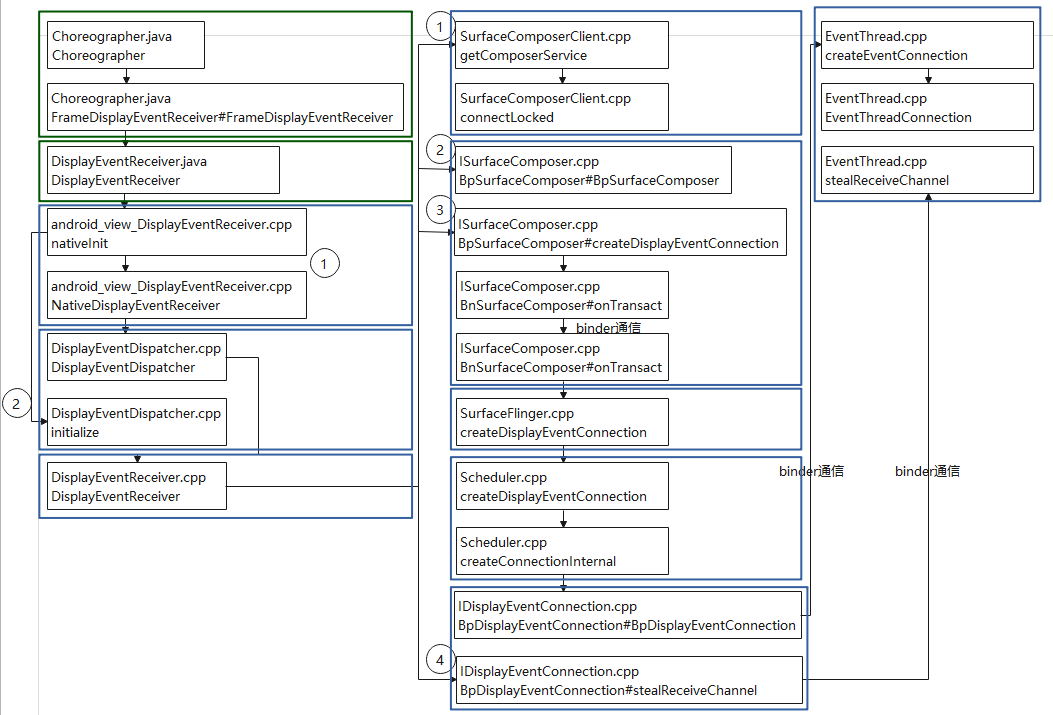 Choreographer.java
Choreographer
Choreographer.java
FrameDisplayEventReceiver#FrameDisplayEventReceiver
DisplayEventReceiver.java
DisplayEventReceiver
android_view_DisplayEventReceiver.cpp
nativeInit
1
android_view_DisplayEventReceiver.cpp
NativeDisplayEventReceiver
DisplayEventDispatcher.cpp
DisplayEventDispatcher
2
DisplayEventDispatcher.cpp
initialize
DisplayEventReceiver.cpp
DisplayEventReceiver
1
SurfaceComposerClient.cpp
getComposerService
SurfaceComposerClient.cpp
connectLocked
2
ISurfaceComposer.cpp
BpSurfaceComposer#BpSurfaceComposer
3
ISurfaceComposer.cpp
BpSurfaceComposer#createDisplayEventConnection
ISurfaceComposer.cpp
BnSurfaceComposer#onTransact
binder通信
ISurfaceComposer.cpp
BnSurfaceComposer#onTransact
SurfaceFlinger.cpp
createDisplayEventConnection
Scheduler.cpp
createDisplayEventConnection
Scheduler.cpp
createConnectionInternal
IDisplayEventConnection.cpp
BpDisplayEventConnection#BpDisplayEventConnection
4
IDisplayEventConnection.cpp
BpDisplayEventConnection#stealReceiveChannel
binder通信
binder通信
EventThread.cpp
createEventConnection
EventThread.cpp
EventThreadConnection
EventThread.cpp
stealReceiveChannel